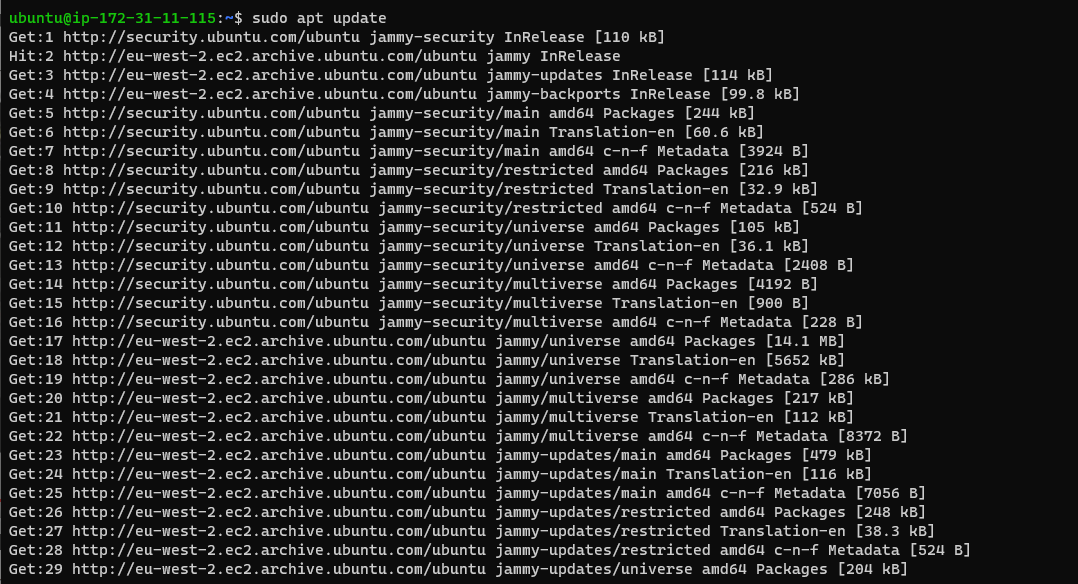 ubuntu@ip-172-31-11-115:~$ sudo apt update
Get:1 http://security.ubuntu.com/ubuntu jammy-security InRelease [110 kB]
Hit:2 http://eu-west-2.ec2.archive.ubuntu.com/ubuntu jammy InRelease
Get:3 http://eu-west-2.ec2.archive.ubuntu.com/ubuntu jammy-updates InRelease [114 kB]
Get:4 http://eu-west-2.ec2.archive.ubuntu.com/ubuntu jammy-backports InRelease [99.8 kB]
Get:5 http://security.ubuntu.com/ubuntu jammy-security/main amd64 Packages [244 kB]
Get:6 http://security.ubuntu.com/ubuntu jammy-security/main Translation-en [60.6 kB]
Get:7 http://security.ubuntu.com/ubuntu jammy-security/main amd64 c-n-f Metadata [3924 B]
Get:8 http://security.ubuntu.com/ubuntu jammy-security/restricted amd64 Packages [216 kB]
Get:9 http://security.ubuntu.com/ubuntu jammy-security/restricted Translation-en [32.9 kB]
Get:10 http://security.ubuntu.com/ubuntu jammy-security/restricted amd64 c-n-f Metadata [524 B]
Get:11 http://security.ubuntu.com/ubuntu jammy-security/universe amd64 Packages [105 kB]
Get:12 http://security.ubuntu.com/ubuntu jammy-security/universe Translation-en [36.1 kB]
Get:13 http://security.ubuntu.com/ubuntu jammy-security/universe amd64 c-n-f Metadata [2408 B]
Get:14 http://security.ubuntu.com/ubuntu jammy-security/multiverse amd64 Packages [4192 B]
Get:15 http://security.ubuntu.com/ubuntu jammy-security/multiverse Translation-en [900 B]
Get:16 http://security.ubuntu.com/ubuntu jammy-security/multiverse amd64 c-n-f Metadata [228 B]
Get:17 http://eu-west-2.ec2.archive.ubuntu.com/ubuntu jammy/universe amd64 Packages [14.1 MB]
Get:18 http://eu-west-2.ec2.archive.ubuntu.com/ubuntu jammy/universe Translation-en [5652 kB]
Get:19 http://eu-west-2.ec2.archive.ubuntu.com/ubuntu jammy/universe amd64 c-n-f Metadata [286 kB]
Get:20 http://eu-west-2.ec2.archive.ubuntu.com/ubuntu jammy/multiverse amd64 Packages [217 kB]
Get:21 http://eu-west-2.ec2.archive.ubuntu.com/ubuntu jammy/multiverse Translation-en [112 kB]
Get:22 http://eu-west-2.ec2.archive.ubuntu.com/ubuntu jammy/multiverse amd64 c-n-f Metadata [8372 B]
Get:23 http://eu-west-2.ec2.archive.ubuntu.com/ubuntu jammy-updates/main amd64 Packages [479 kB]
Get:24 http://eu-west-2.ec2.archive.ubuntu.com/ubuntu jammy-updates/main Translation-en [116 kB]
Get:25 http://eu-west-2.ec2.archive.ubuntu.com/ubuntu jammy-updates/main amd64 c-n-f Metadata [7056 B]
Get:26 http://eu-west-2.ec2.archive.ubuntu.com/ubuntu jammy-updates/restricted amd64 Packages [248 kB]
Get:27 http://eu-west-2.ec2.archive.ubuntu.com/ubuntu jammy-updates/restricted Translation-en [38.3 kB]
Get:28 http://eu-west-2.ec2.archive.ubuntu.com/ubuntu jammy-updates/restricted amd64 c-n-f Metadata [524 B]
Get:29 http://eu-west-2.ec2.archive.ubuntu.com/ubuntu jammy-updates/universe amd64 Packages [204 kB]